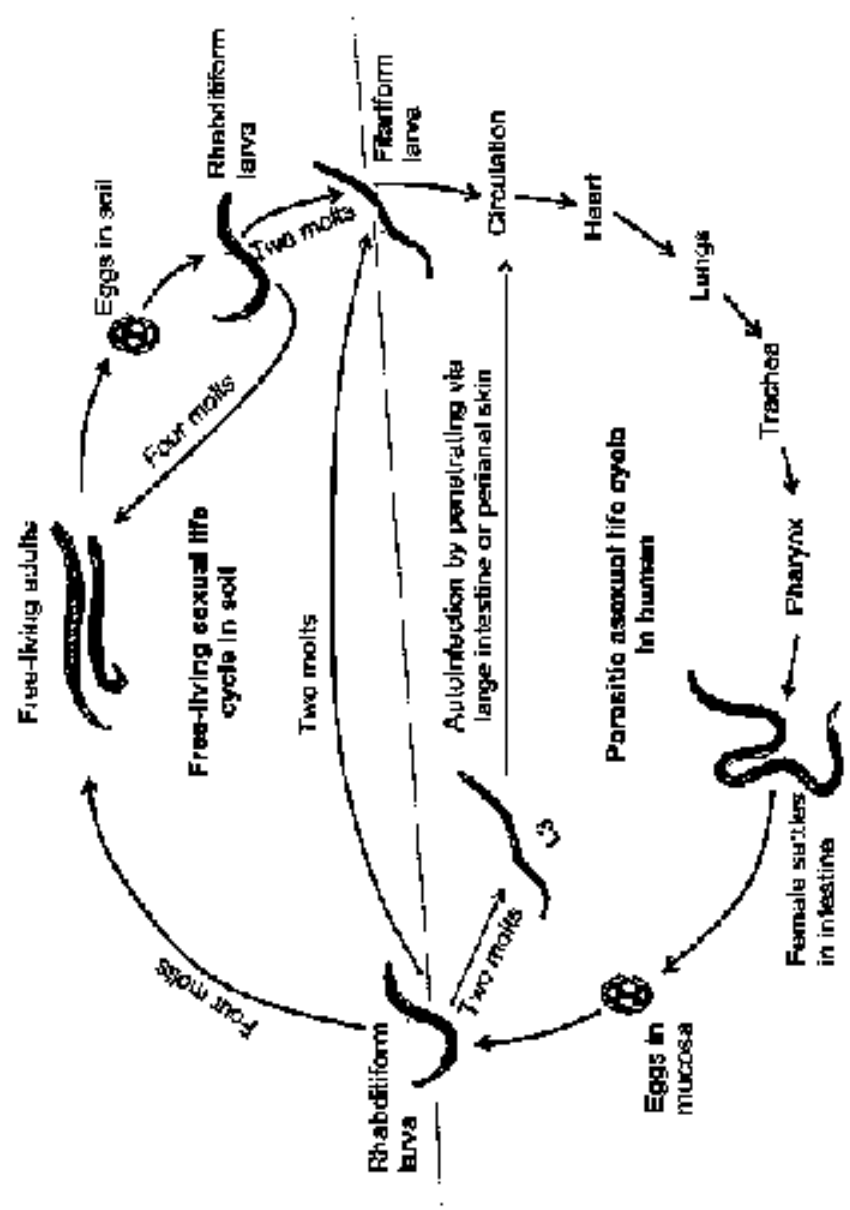 Free-living adults
Eggs in soil
Rhabditiform
larva
Two molts
Filariform
larva
Four molts
Free-living sexual life
cycle in soil
Four molts
Two molts
Rhabditiform
larva
Two molts
L3
Autoinfection by penetrating via
large intestine or perianal skin
Circulation
Heart
Lungs
Trachea
Pharynx
Parasitic asexual life cycle
in human
Female settles
in intestine
Eggs in
mucosa